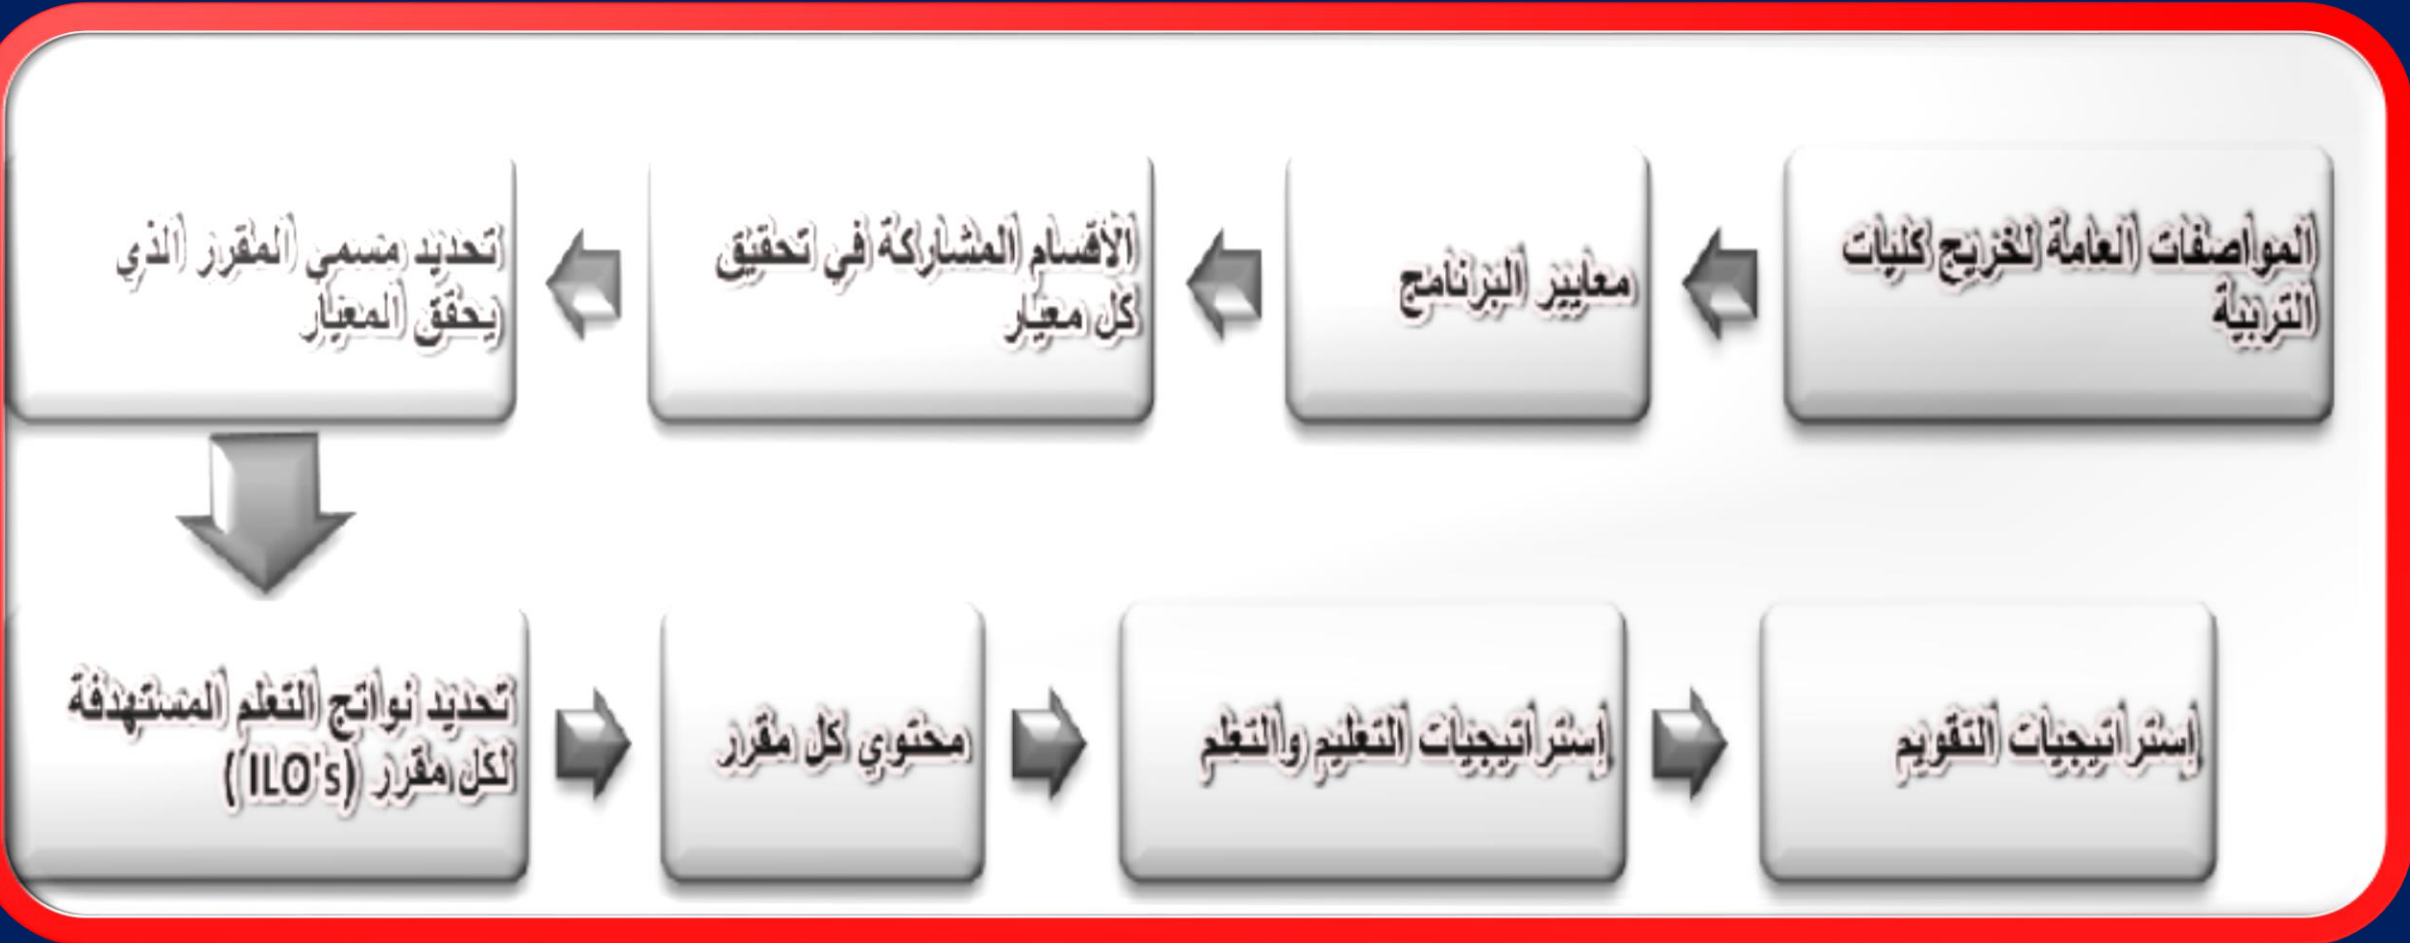 المواصفات العامة لخريج كليات
التربية
معايير البرنامج
الأقسام المشاركة في تحقيق
كل معيار
تحديد مسمي المقرر الذي
يحقق المعيار
تحديد نواتج التعلم المستهدفة
لكل مقرر (ILO's)
محتوي كل مقرر
إستراتيجيات التعليم والتعلم
إستراتيجيات التقويم